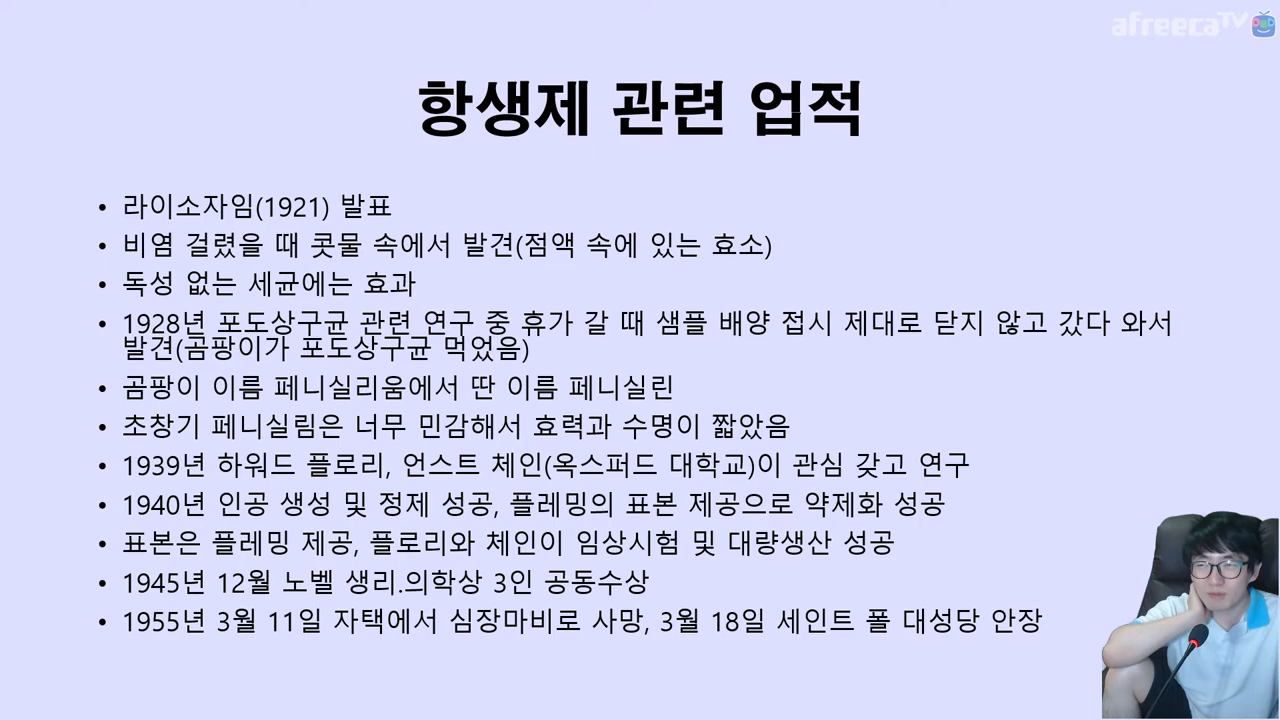 afreecaTV
항생제 관련 업적
• 라이소자임(1921) 발표
• 비염 걸렸을 때 콧물 속에서 발견(점액 속에 있는 효소)
• 독성 없는 세균에는 효과
• 1928년 포도상구균 관련 연구 중 휴가 갈 때 샘플 배양 접시 제대로 닫지 않고 갔다 와서
발견(곰팡이가 포도상구균 먹었음)
• 곰팡이 이름 페니실리움에서 딴 이름 페니실린
• 초창기 페니실림은 너무 민감해서 효력과 수명이 짧았음
• 1939년 하워드 플로리, 언스트 체인(옥스퍼드 대학교)이 관심 갖고 연구
• 1940년 인공 생성 및 정제 성공, 플레밍의 표본 제공으로 약제화 성공
• 표본은 플레밍 제공, 플로리와 체인이 임상시험 및 대량생산 성공
• 1945년 12월 노벨 생리.의학상 3인 공동수상
• 1955년 3월 11일 자택에서 심장마비로 사망, 3월 18일 세인트 폴 대성당 안장